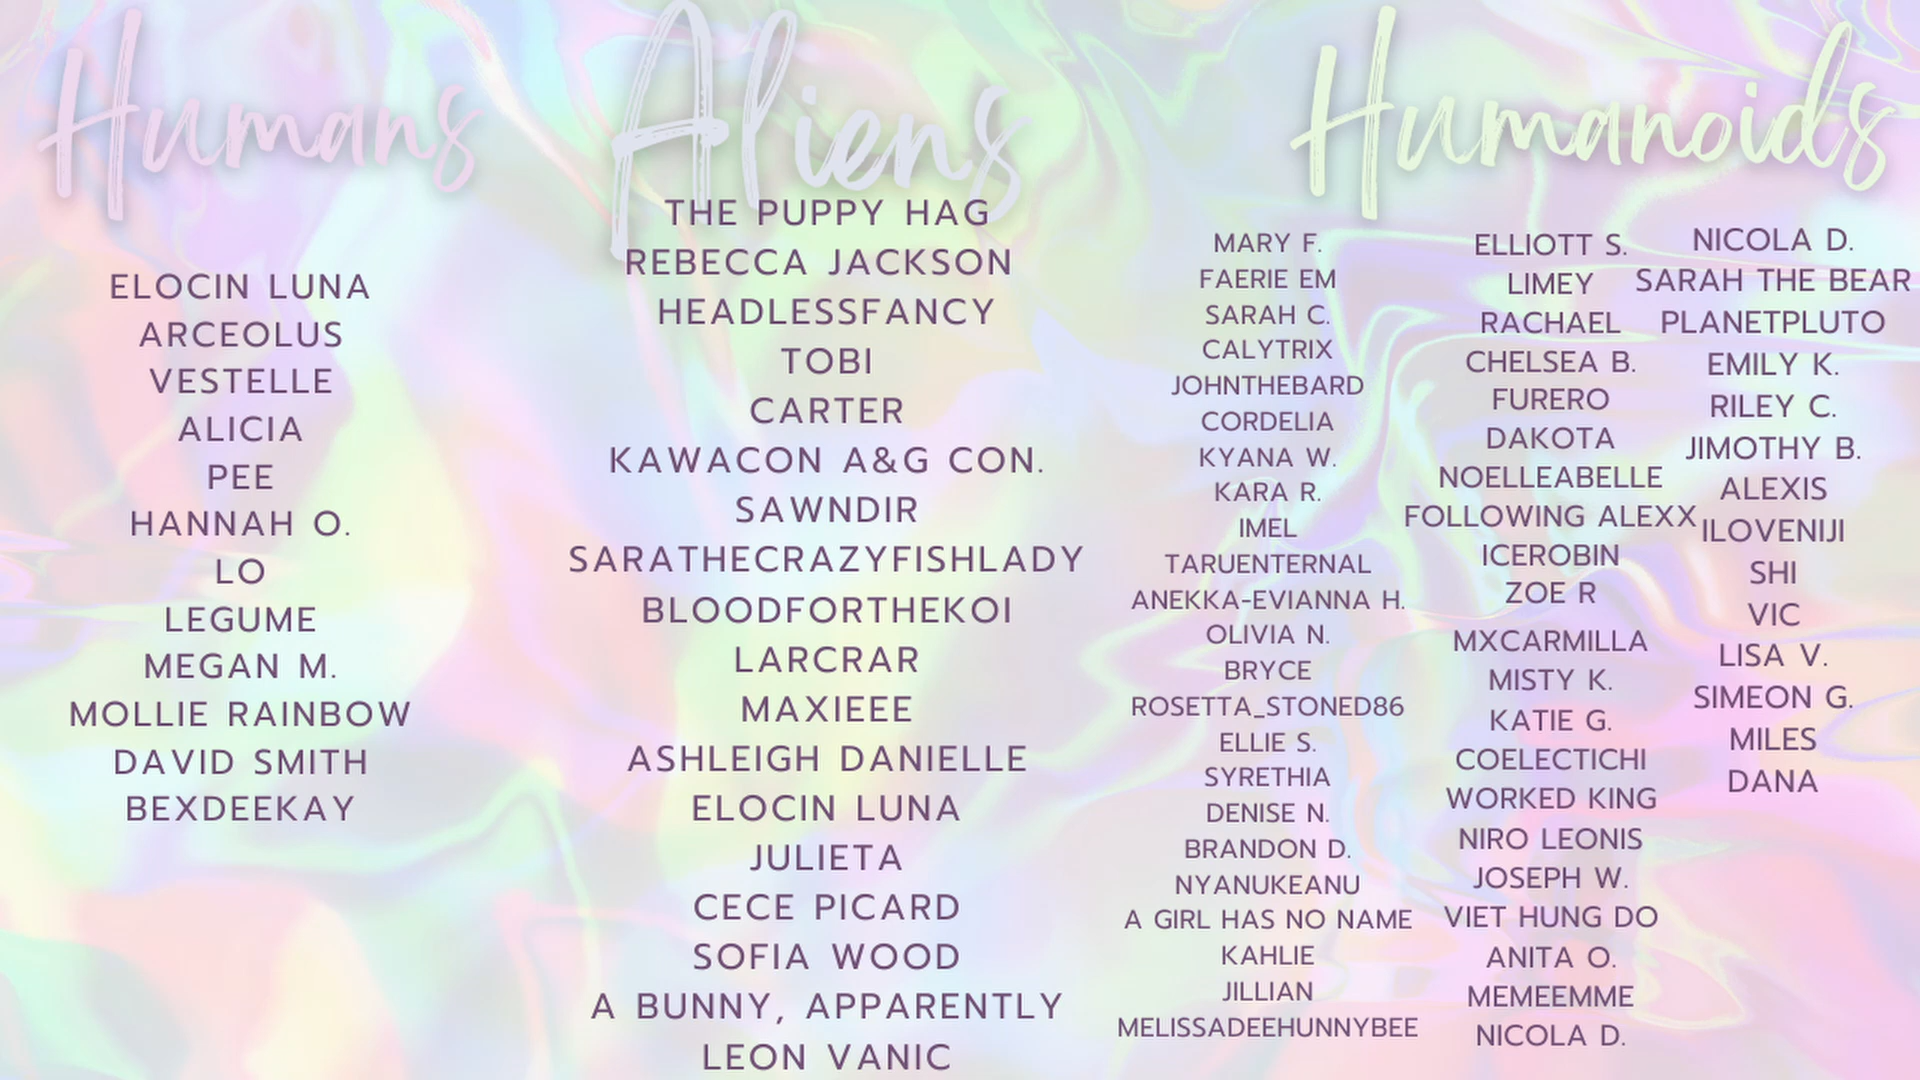 Humans
ELOCIN LUNA
ARCEOLUS
VESTELLE
ALICIA
PEE
HANNAH O.
LO
LEGUME
MEGAN M.
MOLLIE RAINBOW
DAVID SMITH
BEXDEEKAY
Aliens
THE PUPPY HAG
REBECCA JACKSON
HEADLESSFANCY
TOBI
CARTER
KAWACON A&G CON.
SAWNDIR
SARATHECRAZYFISHLADY
BLOODFORTHEKOI
LARCRAR
MAXIEEE
ASHLEIGH DANIELLE
ELOCIN LUNA
JULIETA
CECE PICARD
SOFIA WOOD
A BUNNY, APPARENTLY
LEON VANIC
Humanoids
MARY F.
FAERIE EM
SARAH C.
CALYTRIX
JOHNTHEBARD
CORDELIA
KYANA W.
KARA R.
IMEL
TARUENTERNAL
ANEKKA-EVIANNA H.
OLIVIA N.
BRYCE
ROSETTA_STONED86
ELLIE S.
SYRETHIA
DENISE N.
BRANDON D.
NYANUKEANU
A GIRL HAS NO NAME
KAHLIE
JILLIAN
MELISSADEEHUNNYBEE
ELLIOTT S.
LIMEY
RACHAEL
CHELSEA B.
FURERO
DAKOTA
NOELLEABELLE
FOLLOWING ALEXX
ICEROBIN
ZOE R
MXCARMILLA
MISTY K.
KATIE G.
COELECTICHI
WORKED KING
NIRO LEONIS
JOSEPH W.
VIET HUNG DO
ANITA O.
MEMEEMME
NICOLA D.
NICOLA D.
SARAH THE BEAR
PLANETPLUTO
EMILY K.
RILEY C.
JIMOTHY B.
ALEXIS
ILOVENIJI
SHI
VIC
LISA V.
SIMEON G.
MILES
DANA